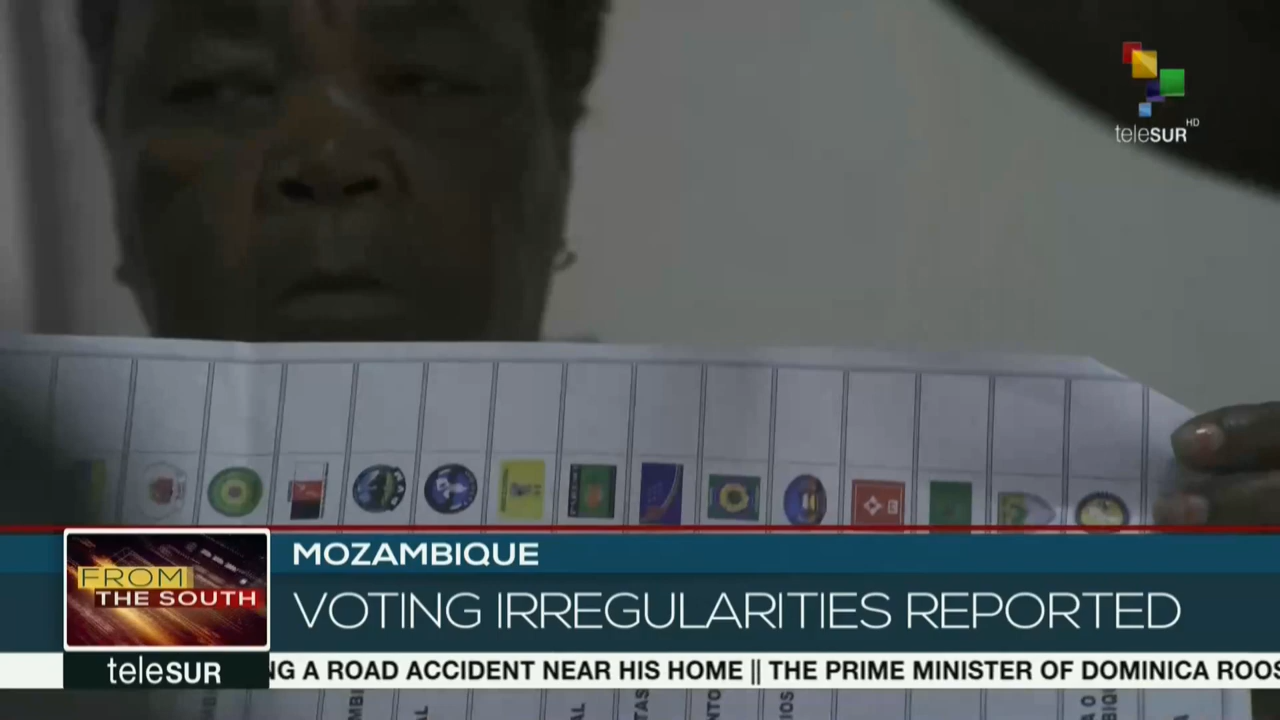 teleSUR HD
MOZAMBIQUE
FROM
THE SOUTH
VOTING IRREGULARITIES REPORTED
teleSUR
NG A ROAD ACCIDENT NEAR HIS HOME || THE PRIME MINISTER OF DOMINICA ROOS